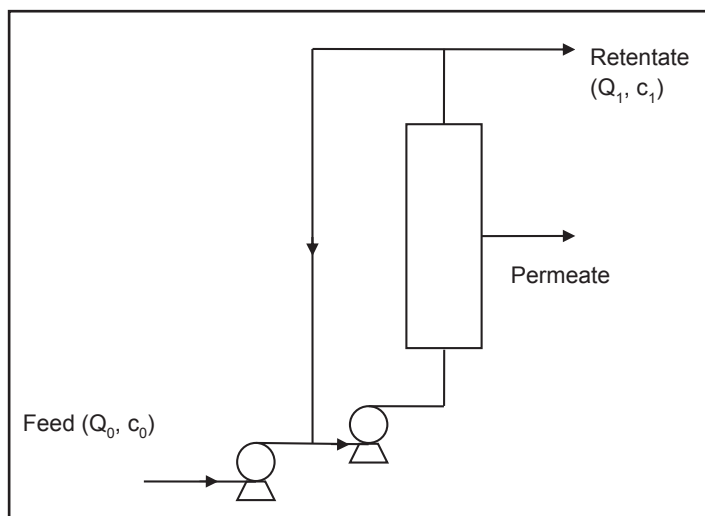 Retentate
(Q₁, c₁)
Permeate
Feed (Q₀, c₀)